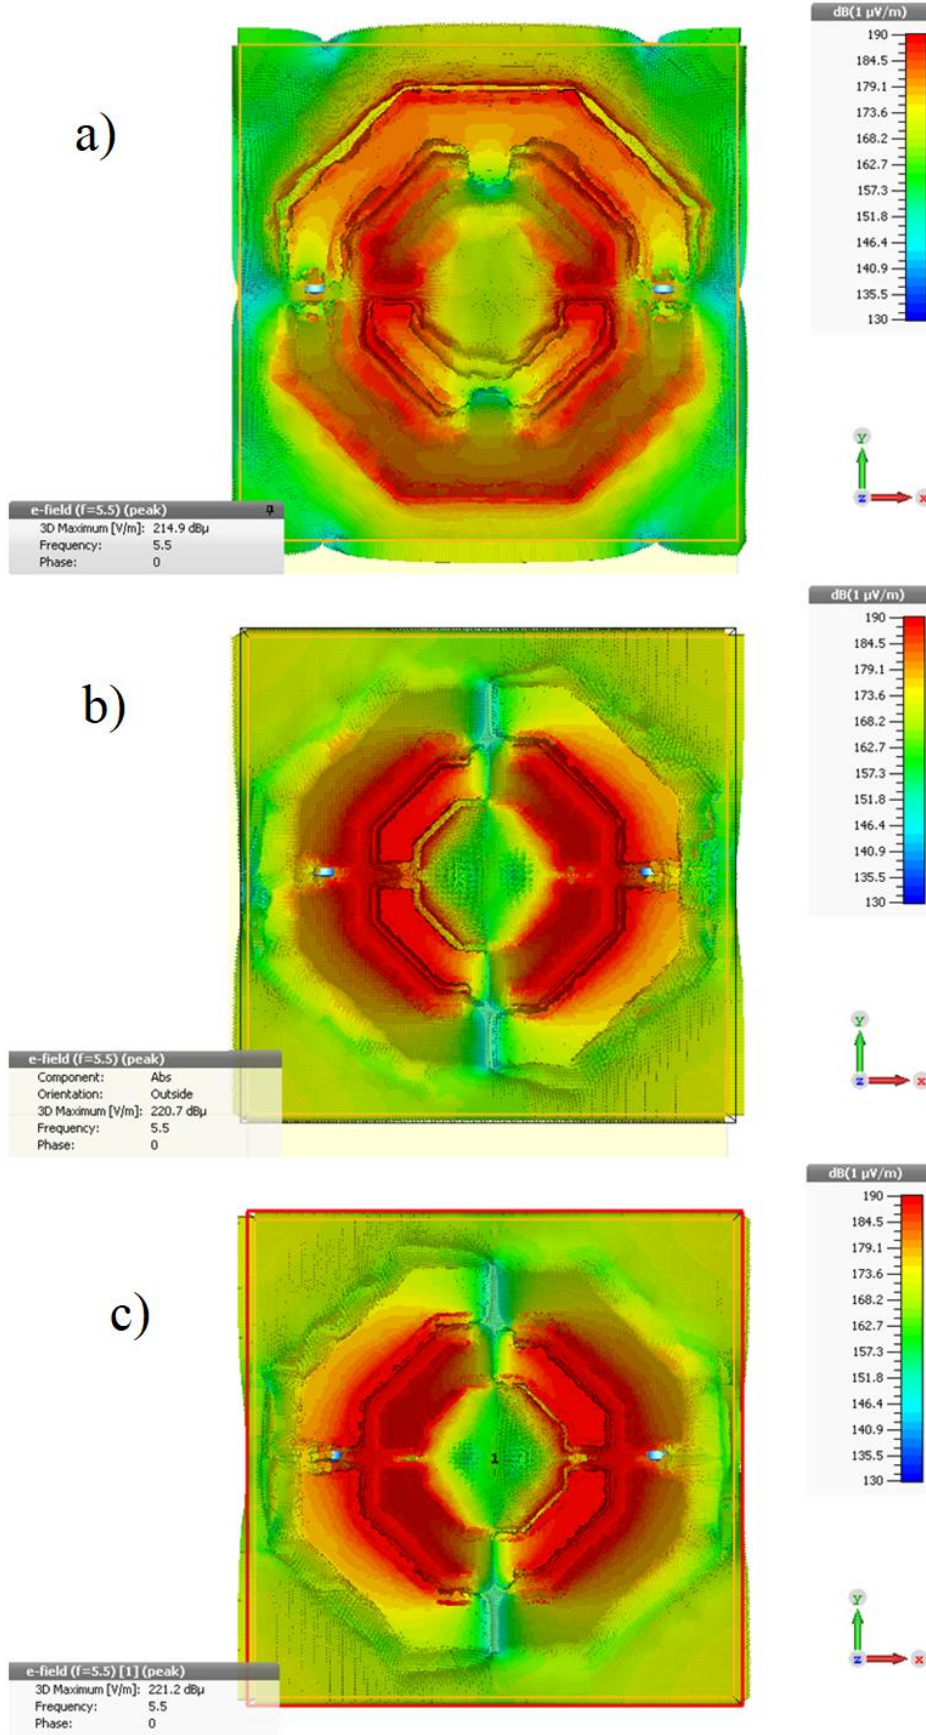 dB(1 µV/m)
190
184.5
179.1
173.6
168.2
162.7
157.3
151.8
146.4
140.9
135.5
130
a)
y
z
x
e-field (f=5.5) (peak)
3D Maximum [V/m]: 214.9 dBµ
Frequency: 5.5
Phase: 0
dB(1 µV/m)
190
184.5
179.1
173.6
168.2
162.7
157.3
151.8
146.4
140.9
135.5
130
b)
y
z
x
e-field (f=5.5) (peak)
Component: Abs
Orientation: Outside
3D Maximum [V/m]: 220.7 dBµ
Frequency: 5.5
Phase: 0
dB(1 µV/m)
190
184.5
179.1
173.6
168.2
162.7
157.3
151.8
146.4
140.9
135.5
130
c)
1
y
z
x
e-field (f=5.5) [1] (peak)
3D Maximum [V/m]: 221.2 dBµ
Frequency: 5.5
Phase: 0